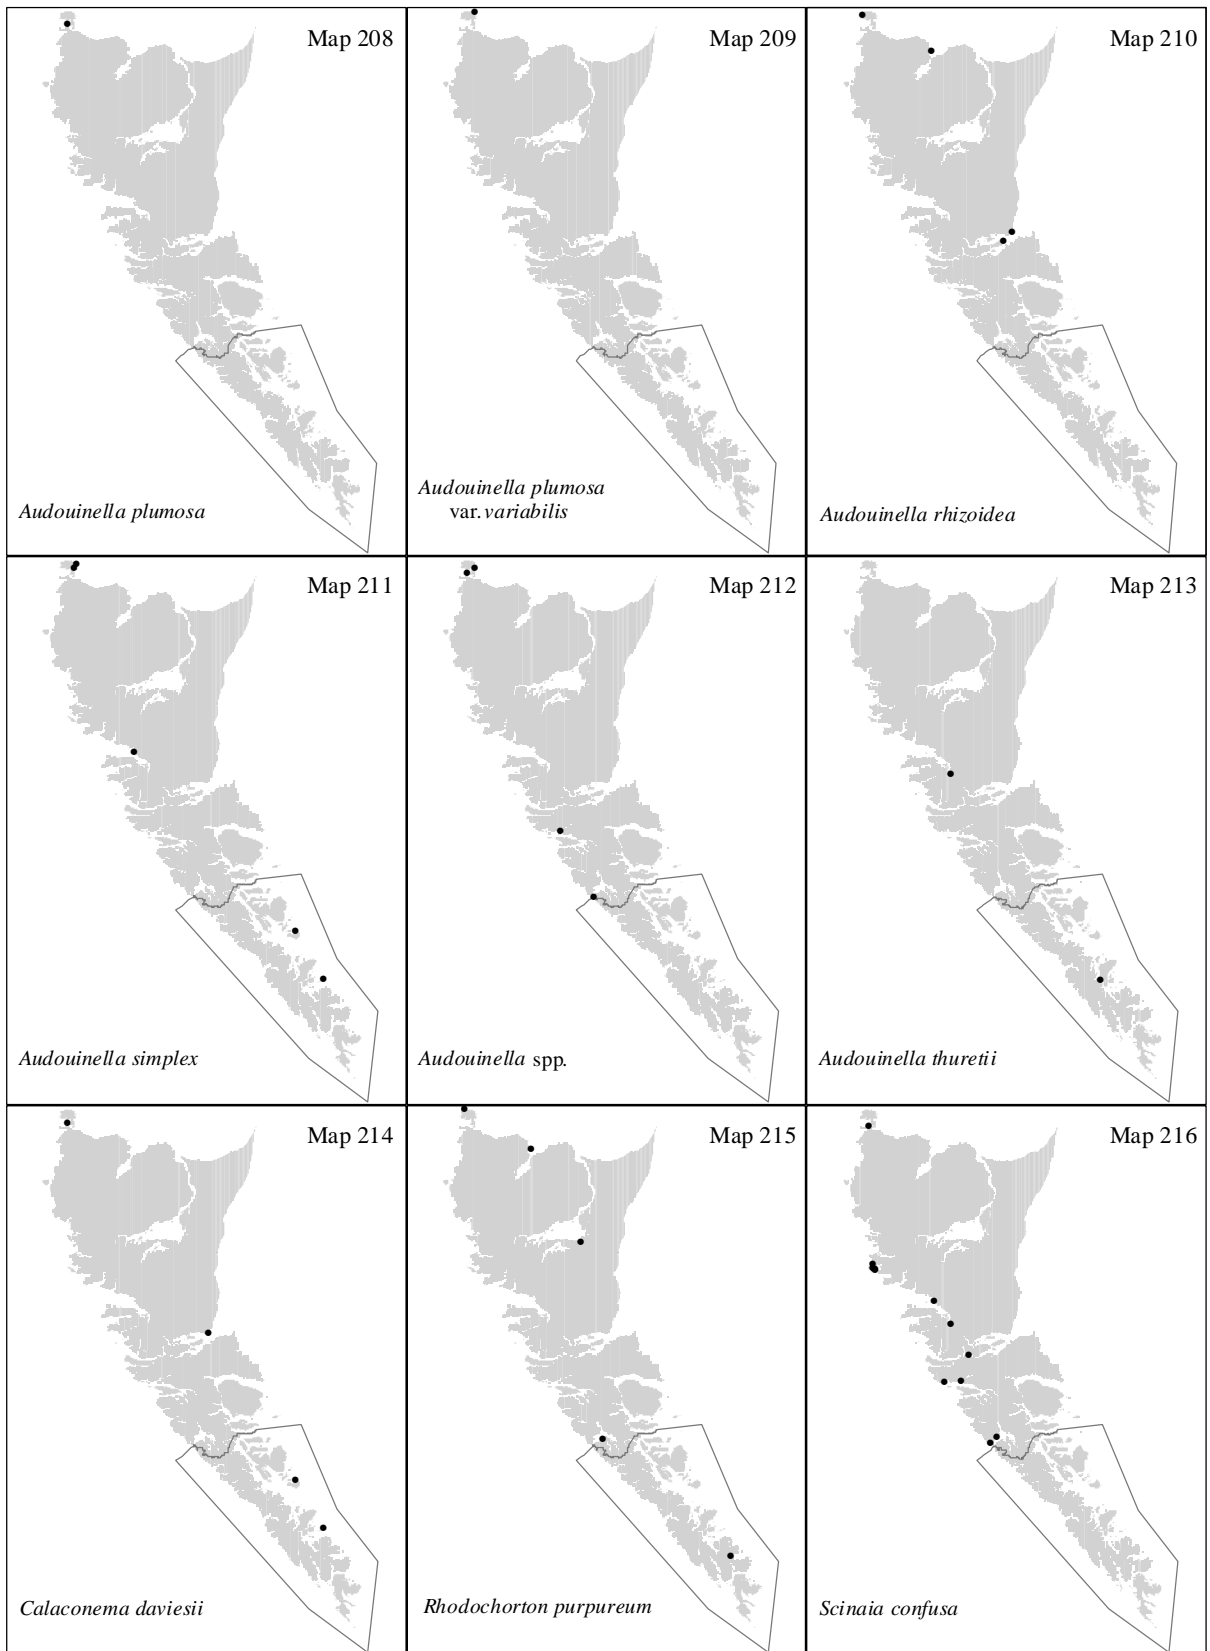 Map 208
Audouinella plumosa
Map 209
Audouinella plumosa
var. variabilis
Map 210
Audouinella rhizoidea
Map 211
Audouinella simplex
Map 212
Audouinella spp.
Map 213
Audouinella thuretii
Map 214
Calaconema daviesii
Map 215
Rhodochorton purpureum
Map 216
Scinaia confusa